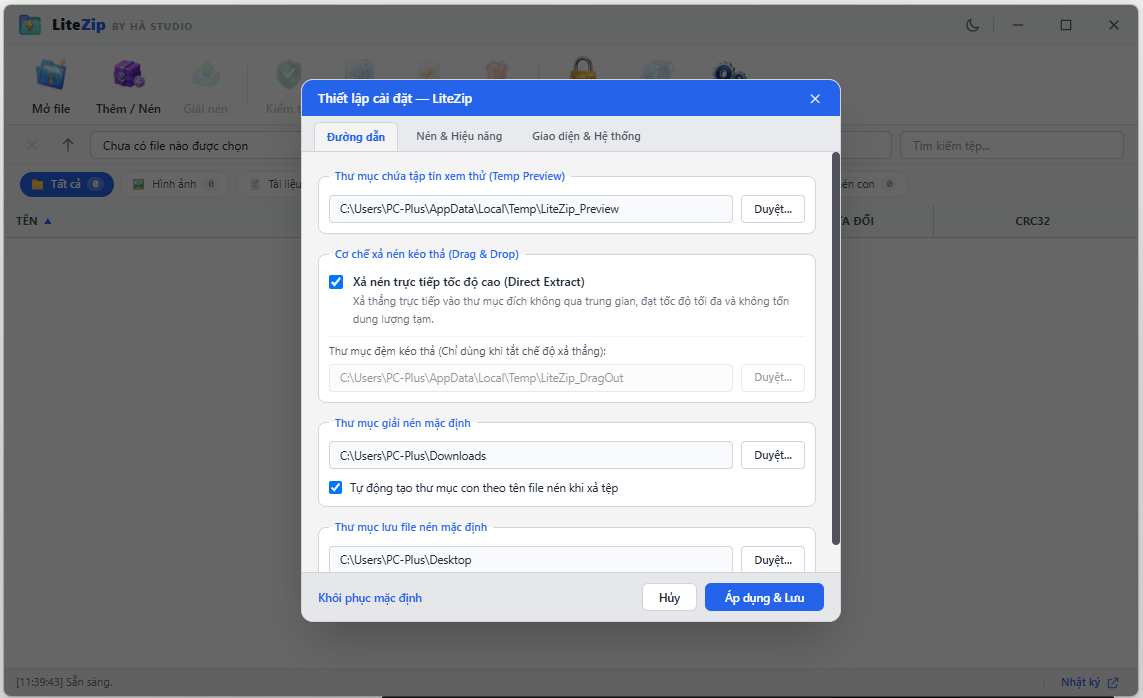 LiteZip BY HÀ STUDIO
Mở file
Thêm / Nén
Giải nén
Kiểm t
Chưa có file nào được chọn
Tìm kiếm tệp...
Tất cả 0
Hình ảnh 0
Tài liệu
én con 0
TÊN ▲
A ĐỔI
CRC32
Thiết lập cài đặt — LiteZip
Đường dẫn
Nén & Hiệu năng
Giao diện & Hệ thống
Thư mục chứa tập tin xem thử (Temp Preview)
C:\Users\PC-Plus\AppData\Local\Temp\LiteZip_Preview
Duyệt...
Cơ chế xả nén kéo thả (Drag & Drop)
Xả nén trực tiếp tốc độ cao (Direct Extract)
Xả thẳng trực tiếp vào thư mục đích không qua trung gian, đạt tốc độ tối đa và không tốn
dung lượng tạm.
Thư mục đệm kéo thả (Chỉ dùng khi tắt chế độ xả thẳng):
C:\Users\PC-Plus\AppData\Local\Temp\LiteZip_DragOut
Duyệt...
Thư mục giải nén mặc định
C:\Users\PC-Plus\Downloads
Duyệt...
Tự động tạo thư mục con theo tên file nén khi xả tệp
Thư mục lưu file nén mặc định
C:\Users\PC-Plus\Desktop
Duyệt...
Khôi phục mặc định
Hủy
Áp dụng & Lưu
[11:39:43] Sẵn sàng.
Nhật ký